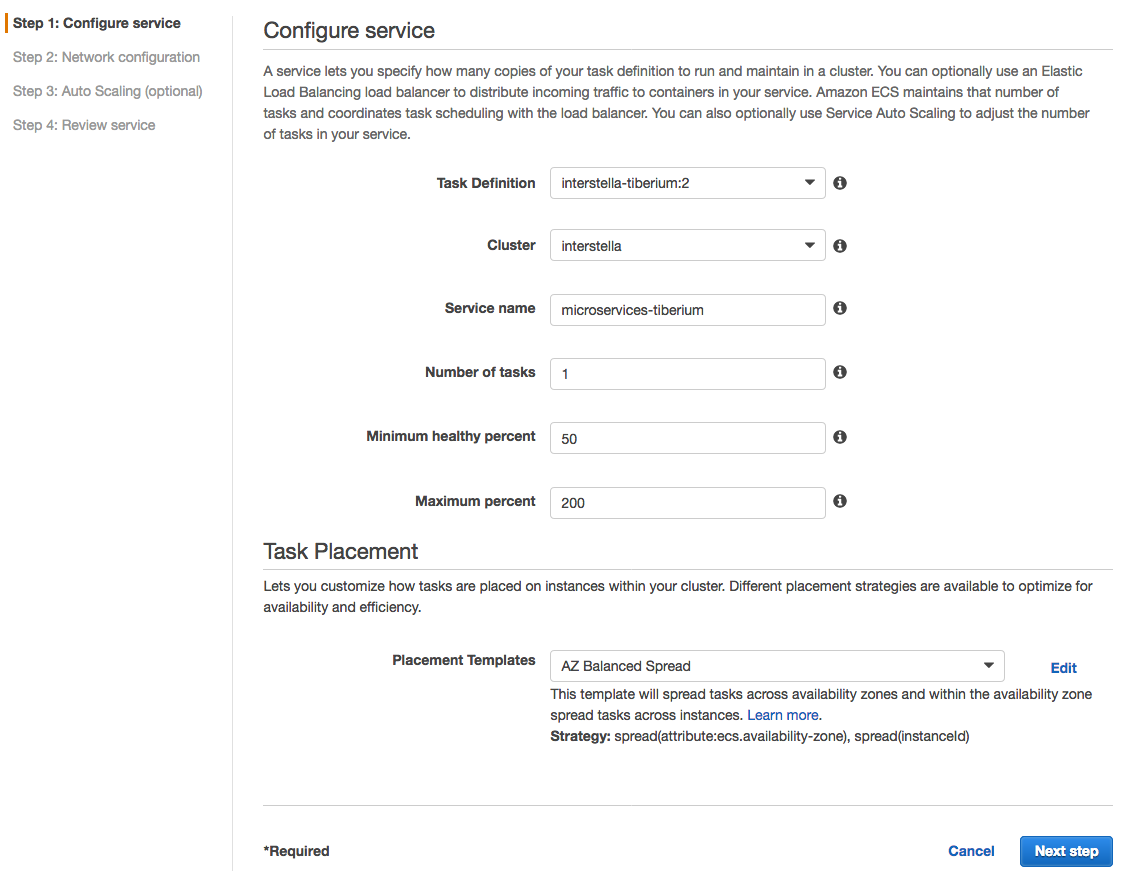 Step 1: Configure service
Step 2: Network configuration
Step 3: Auto Scaling (optional)
Step 4: Review service
Configure service
A service lets you specify how many copies of your task definition to run and maintain in a cluster. You can optionally use an Elastic
Load Balancing load balancer to distribute incoming traffic to containers in your service. Amazon ECS maintains that number of
tasks and coordinates task scheduling with the load balancer. You can also optionally use Service Auto Scaling to adjust the number
of tasks in your service.
Task Definition interstella-tiberium:2
Cluster interstella
Service name microservices-tiberium
Number of tasks 1
Minimum healthy percent 50
Maximum percent 200
Task Placement
Lets you customize how tasks are placed on instances within your cluster. Different placement strategies are available to optimize for
availability and efficiency.
Placement Templates AZ Balanced Spread Edit
This template will spread tasks across availability zones and within the availability zone
spread tasks across instances. Learn more.
Strategy: spread(attribute:ecs.availability-zone), spread(instanceId)
*Required Cancel Next step